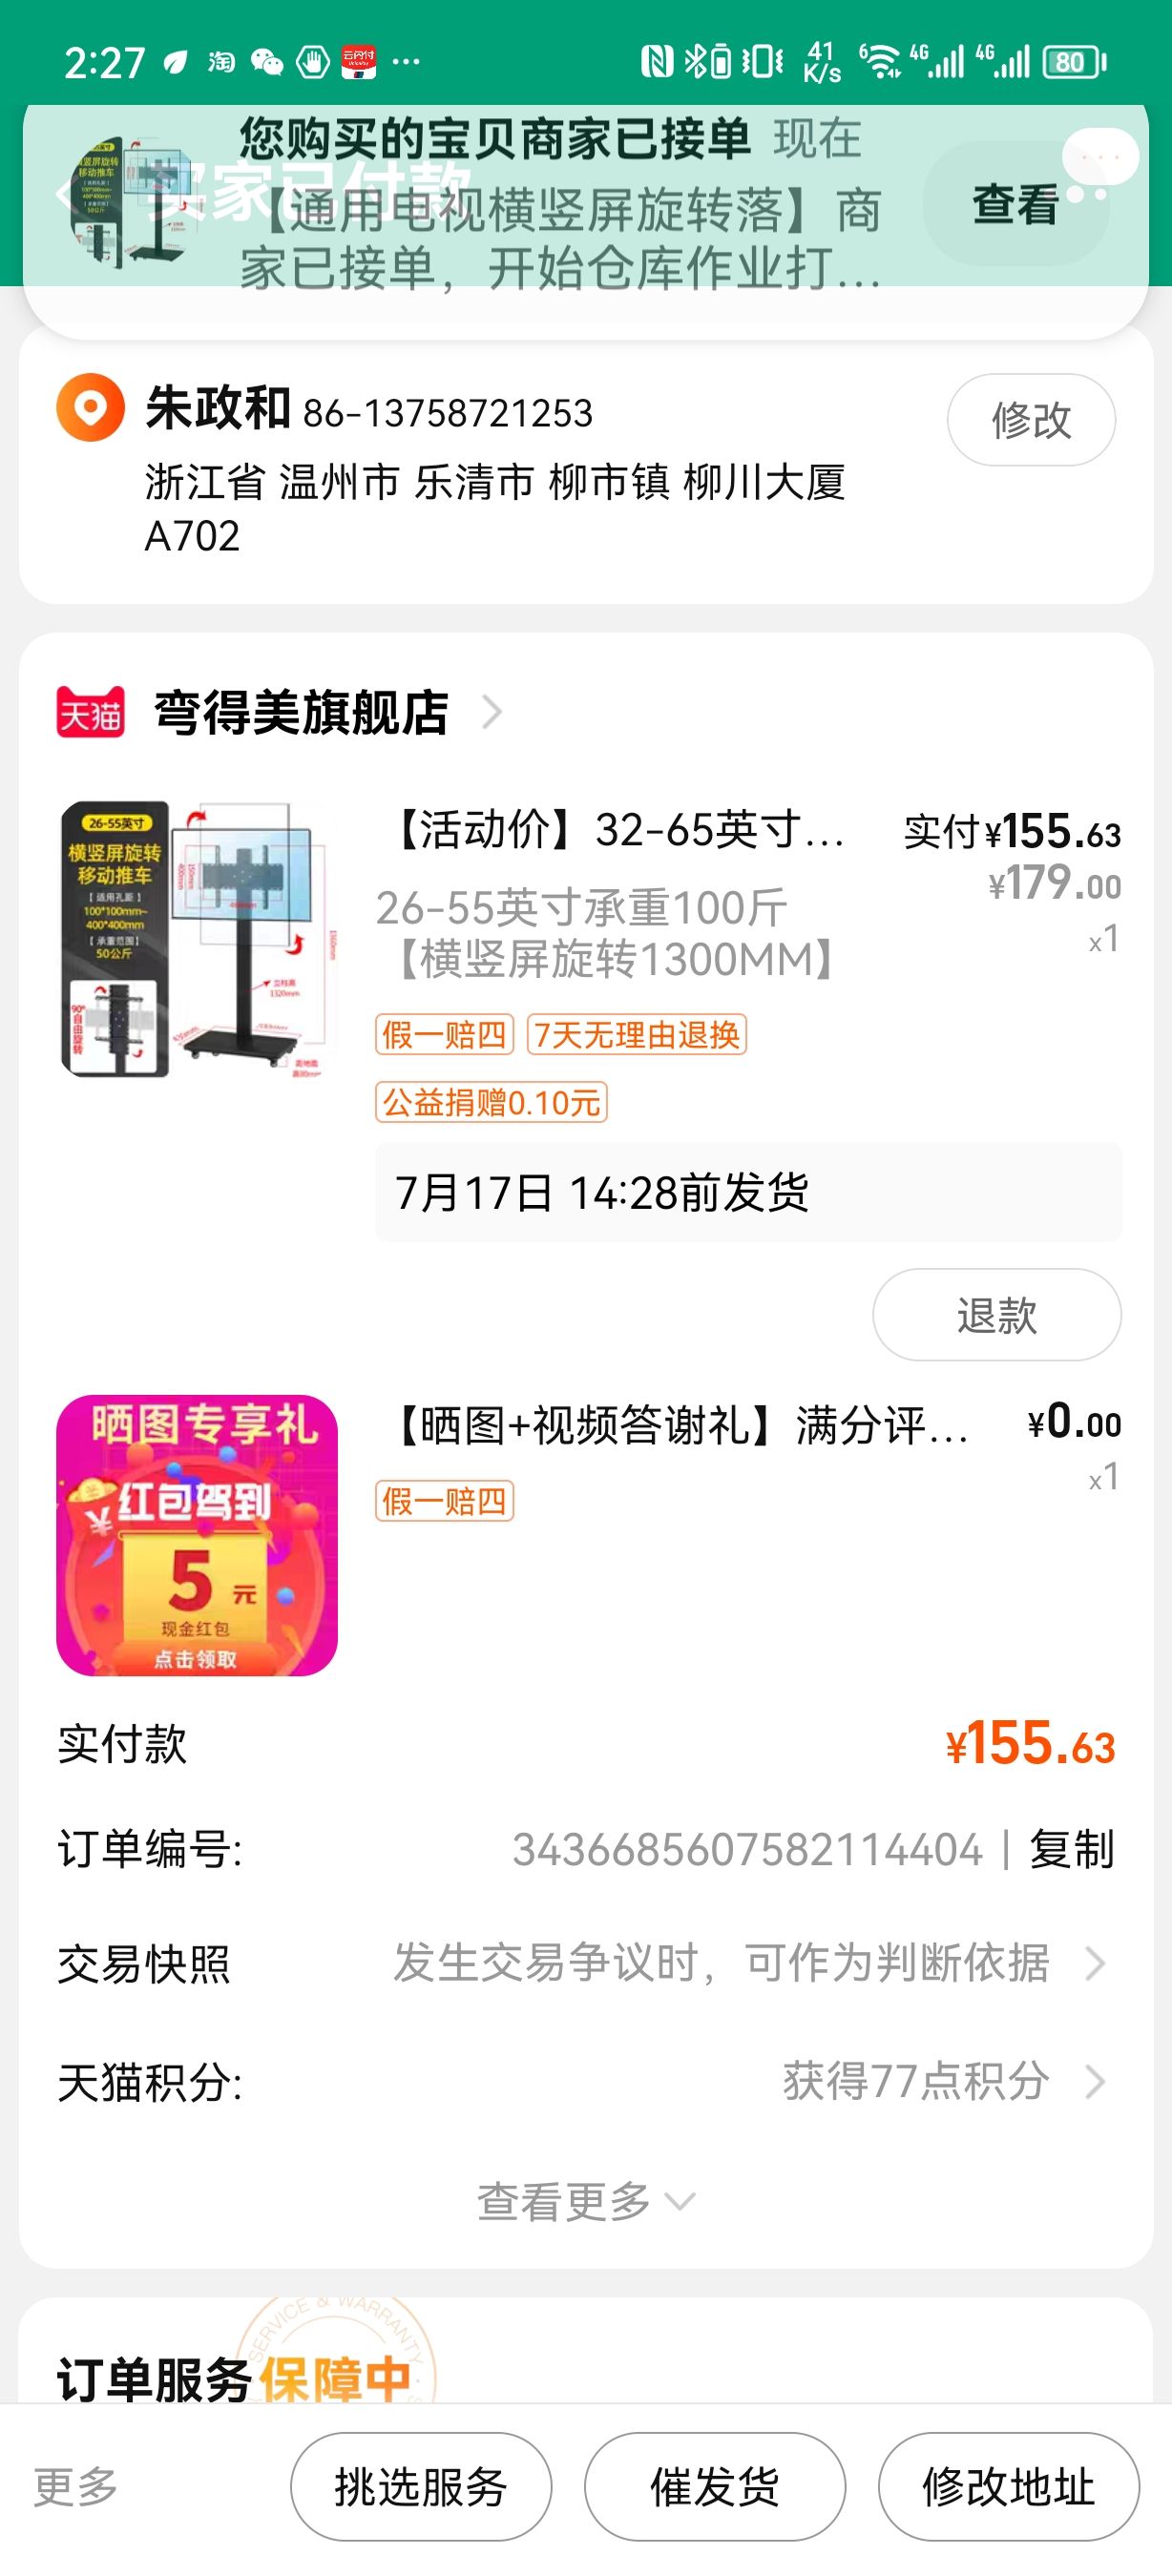 2:27
淘
云闪付
41 K/s
6
4G
4G
80
您购买的宝贝商家已接单 现在
买家已付款
【通用电视横竖屏旋转落】商
家已接单，开始仓库作业打...
查看
朱政和 86-13758721253
修改
浙江省 温州市 乐清市 柳市镇 柳川大厦
A702
天猫 弯得美旗舰店
26-55英寸
横竖屏旋转
移动推车
【适用孔距】
100*100mm~
400*400mm
【承重范围】
50公斤
90°自由旋转
立柱高
1320mm
【活动价】32-65英寸... 实付¥155.63
¥179.00
26-55英寸承重100斤
x1
【横竖屏旋转1300MM】
假一赔四 7天无理由退换
公益捐赠0.10元
7月17日 14:28前发货
退款
晒图专享礼
¥
红包驾到
5元
现金红包
点击领取
【晒图+视频答谢礼】满分评... ¥0.00
x1
假一赔四
实付款 ¥155.63
订单编号: 3436685607582114404 | 复制
交易快照 发生交易争议时，可作为判断依据
天猫积分: 获得77点积分
查看更多
SERVICE & WARRANTY
订单服务保障中
更多 挑选服务 催发货 修改地址